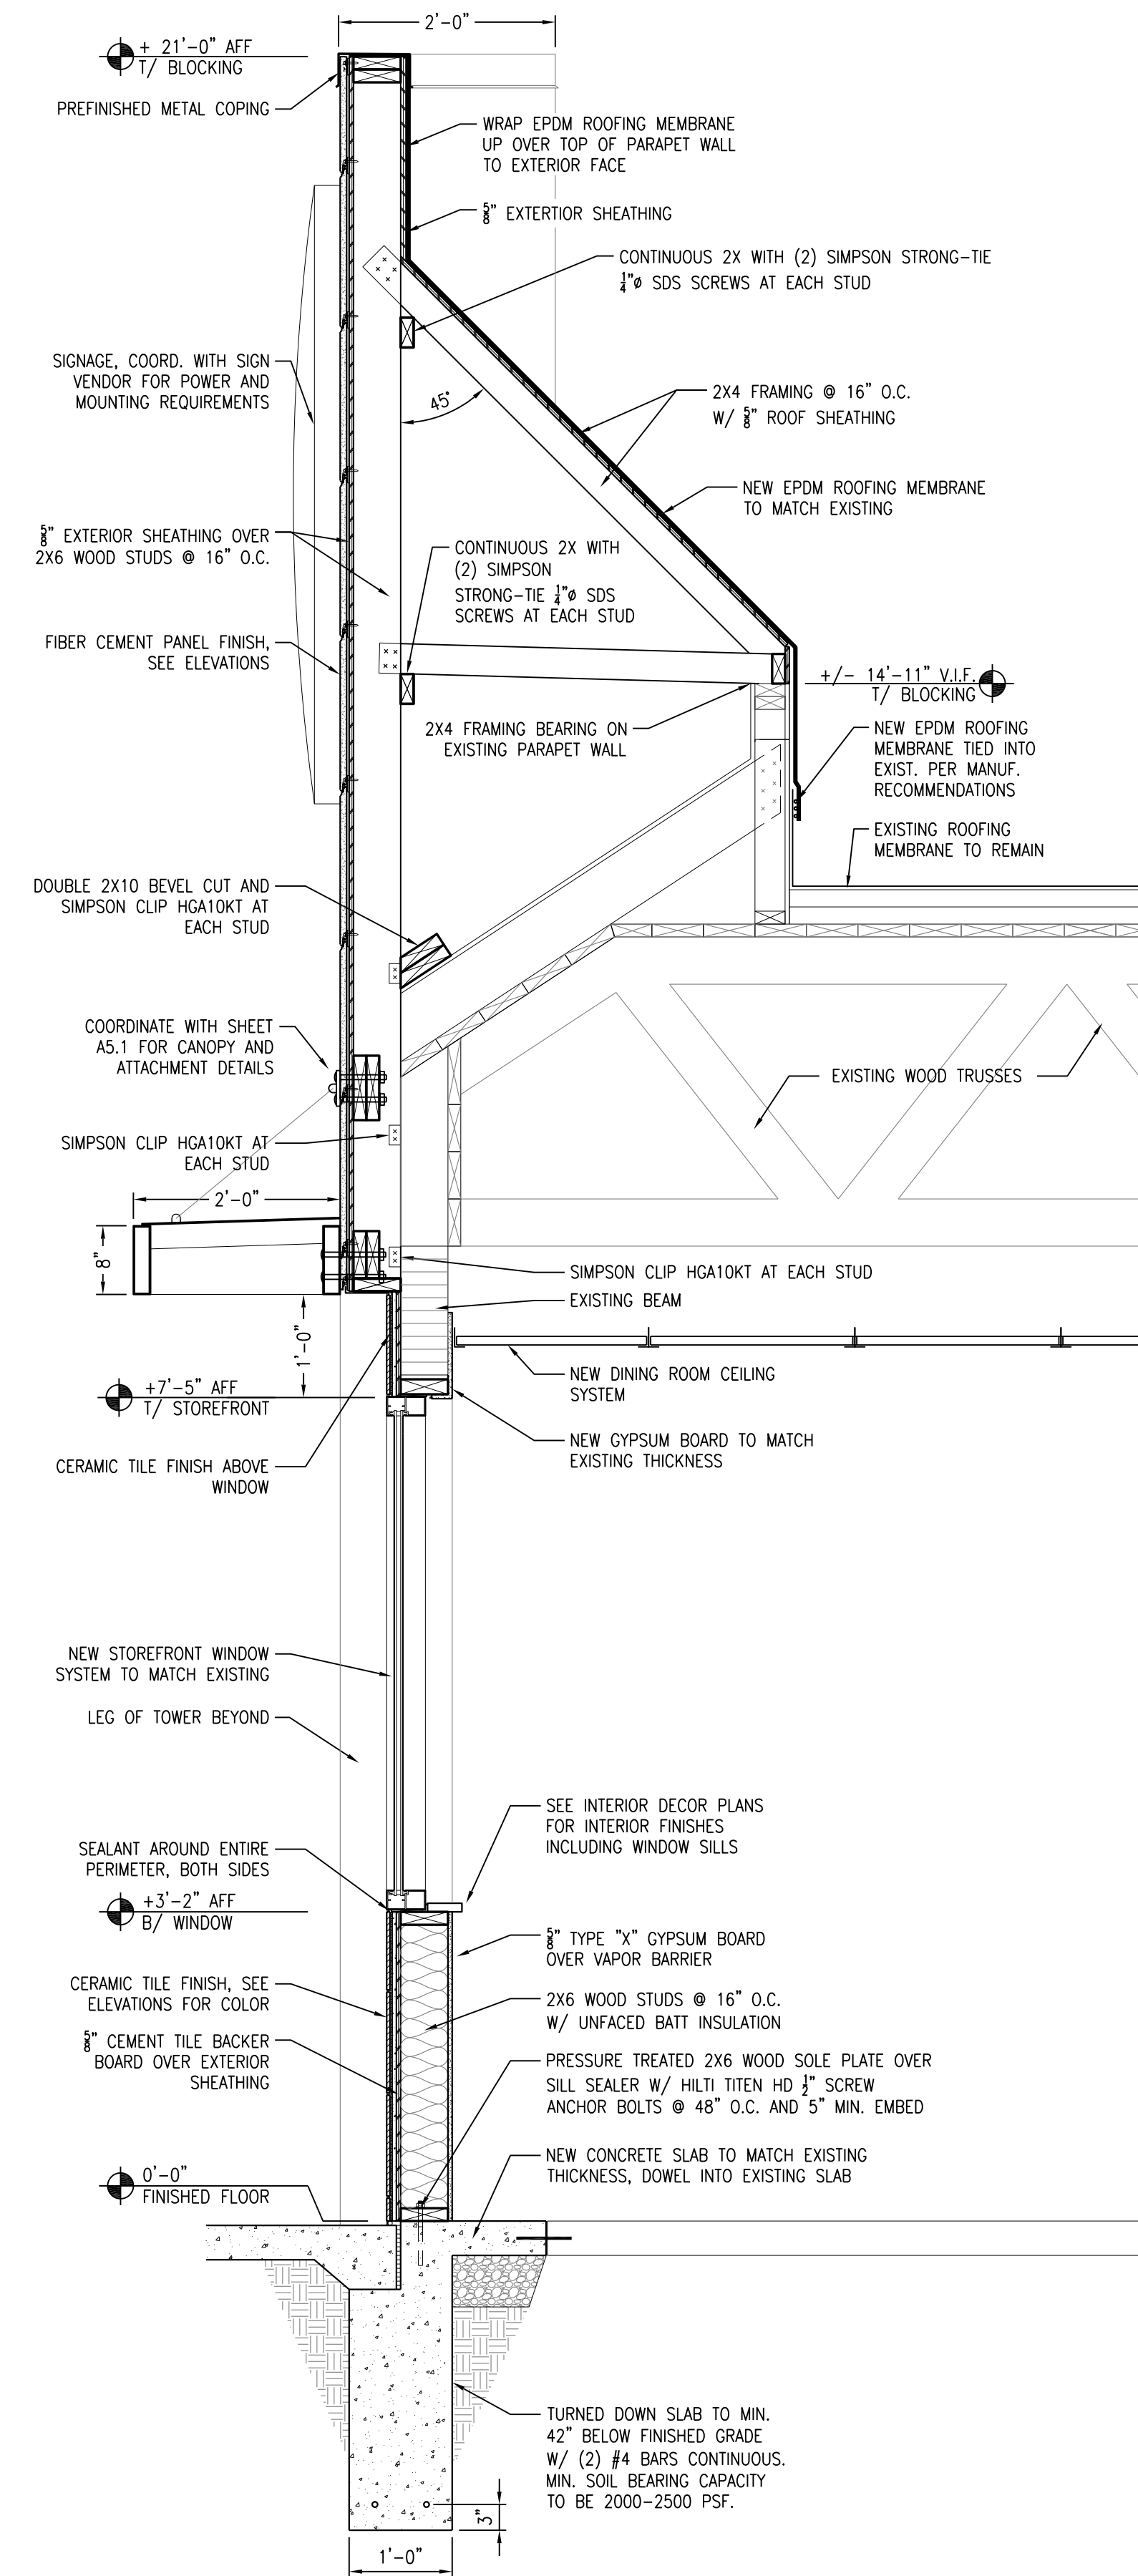 2'-0"
+ 21'-0" AFF
T/ BLOCKING
PREFINISHED METAL COPING
WRAP EPDM ROOFING MEMBRANE
UP OVER TOP OF PARAPET WALL
TO EXTERIOR FACE
5/8" EXTERTIOR SHEATHING
CONTINUOUS 2X WITH (2) SIMPSON STRONG-TIE
1/4"ø SDS SCREWS AT EACH STUD
SIGNAGE, COORD. WITH SIGN
VENDOR FOR POWER AND
MOUNTING REQUIREMENTS
45°
2X4 FRAMING @ 16" O.C.
W/ 5/8" ROOF SHEATHING
NEW EPDM ROOFING MEMBRANE
TO MATCH EXISTING
5/8" EXTERIOR SHEATHING OVER
2X6 WOOD STUDS @ 16" O.C.
CONTINUOUS 2X WITH
(2) SIMPSON
STRONG-TIE 1/4"ø SDS
SCREWS AT EACH STUD
FIBER CEMENT PANEL FINISH,
SEE ELEVATIONS
+/- 14'-11" V.I.F.
T/ BLOCKING
2X4 FRAMING BEARING ON
EXISTING PARAPET WALL
NEW EPDM ROOFING
MEMBRANE TIED INTO
EXIST. PER MANUF.
RECOMMENDATIONS
EXISTING ROOFING
MEMBRANE TO REMAIN
DOUBLE 2X10 BEVEL CUT AND
SIMPSON CLIP HGA10KT AT
EACH STUD
COORDINATE WITH SHEET
A5.1 FOR CANOPY AND
ATTACHMENT DETAILS
EXISTING WOOD TRUSSES
SIMPSON CLIP HGA10KT AT
EACH STUD
2'-0"
8"
SIMPSON CLIP HGA10KT AT EACH STUD
EXISTING BEAM
1'-0"
NEW DINING ROOM CEILING
SYSTEM
+7'-5" AFF
T/ STOREFRONT
NEW GYPSUM BOARD TO MATCH
EXISTING THICKNESS
CERAMIC TILE FINISH ABOVE
WINDOW
NEW STOREFRONT WINDOW
SYSTEM TO MATCH EXISTING
LEG OF TOWER BEYOND
SEE INTERIOR DECOR PLANS
FOR INTERIOR FINISHES
INCLUDING WINDOW SILLS
SEALANT AROUND ENTIRE
PERIMETER, BOTH SIDES
+3'-2" AFF
B/ WINDOW
5/8" TYPE "X" GYPSUM BOARD
OVER VAPOR BARRIER
CERAMIC TILE FINISH, SEE
ELEVATIONS FOR COLOR
2X6 WOOD STUDS @ 16" O.C.
W/ UNFACED BATT INSULATION
5/8" CEMENT TILE BACKER
BOARD OVER EXTERIOR
SHEATHING
PRESSURE TREATED 2X6 WOOD SOLE PLATE OVER
SILL SEALER W/ HILTI TITEN HD 1/2" SCREW
ANCHOR BOLTS @ 48" O.C. AND 5" MIN. EMBED
NEW CONCRETE SLAB TO MATCH EXISTING
THICKNESS, DOWEL INTO EXISTING SLAB
0'-0"
FINISHED FLOOR
TURNED DOWN SLAB TO MIN.
42" BELOW FINISHED GRADE
W/ (2) #4 BARS CONTINUOUS.
MIN. SOIL BEARING CAPACITY
TO BE 2000-2500 PSF.
3"
1'-0"